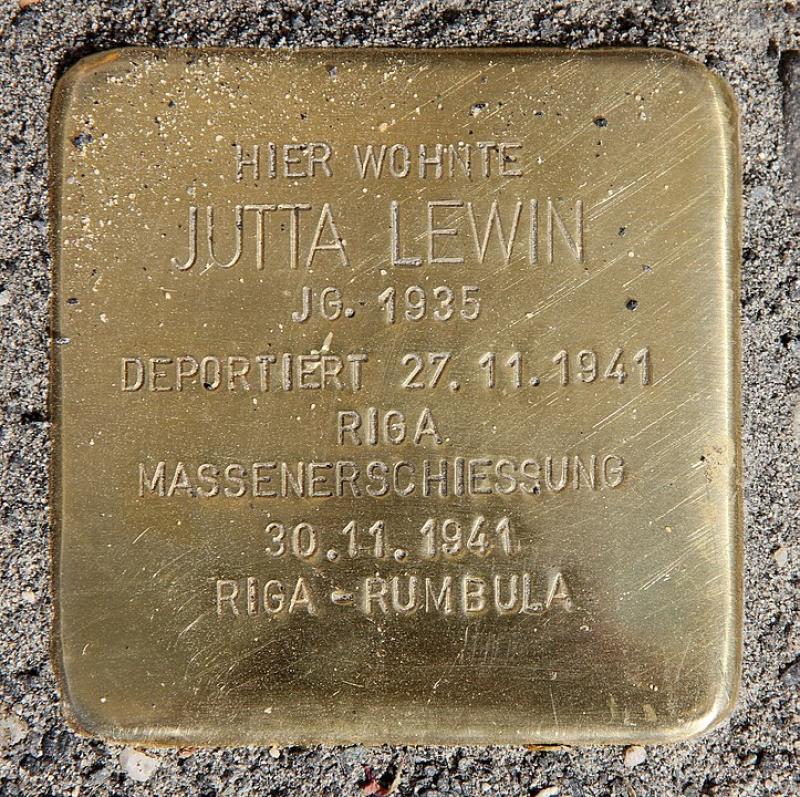 HIER WOHNTE
JUTTA LEWIN
JG. 1935
DEPORTIERT 27.11.1941
RIGA
MASSENERSCHIESSUNG
30.11.1941
RIGA-RUMBULA